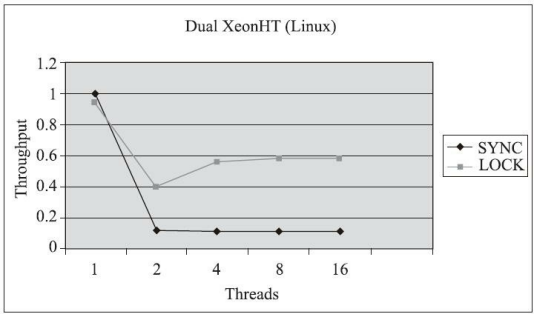 Dual XeonHT (Linux)
1.2
1
0.8
0.6
0.4
0.2
0
Throughput
1 2 4 8 16
Threads
SYNC
LOCK